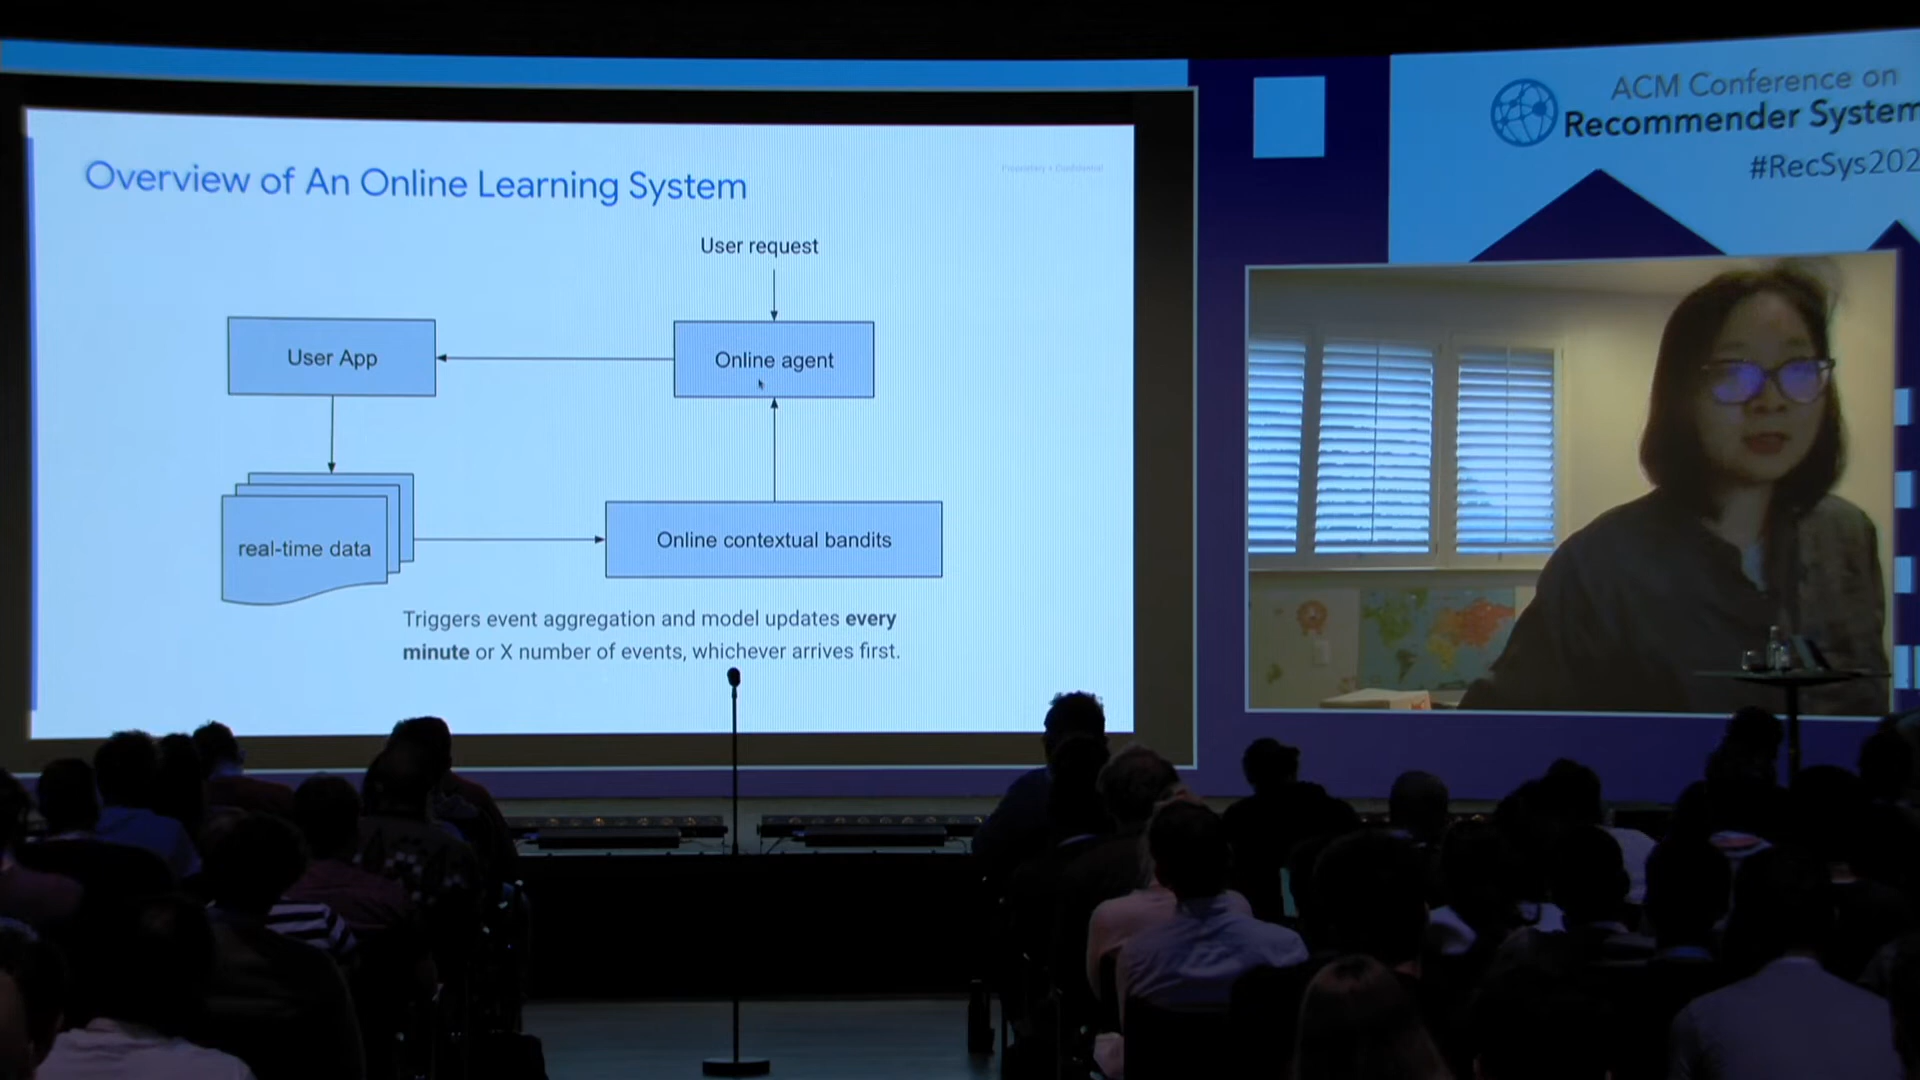 Overview of An Online Learning System
Proprietary + Confidential
User request
User App
Online agent
real-time data
Online contextual bandits
Triggers event aggregation and model updates every
minute or X number of events, whichever arrives first.
ACM Conference on
Recommender System
#RecSys202